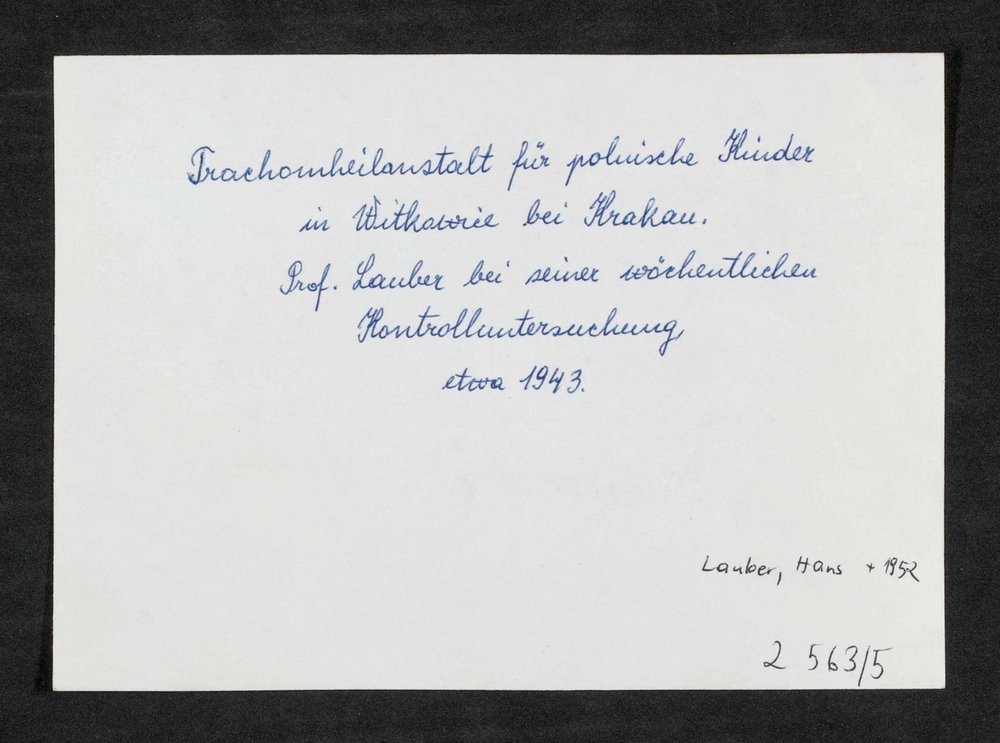 Trachomheilanstalt für polnische Kinder
in Witkowie bei Krakau.
Prof. Lauber bei seiner wöchentlichen
Kontrolluntersuchung,
etwa 1943.
Lauber, Hans + 1952
2 563/5